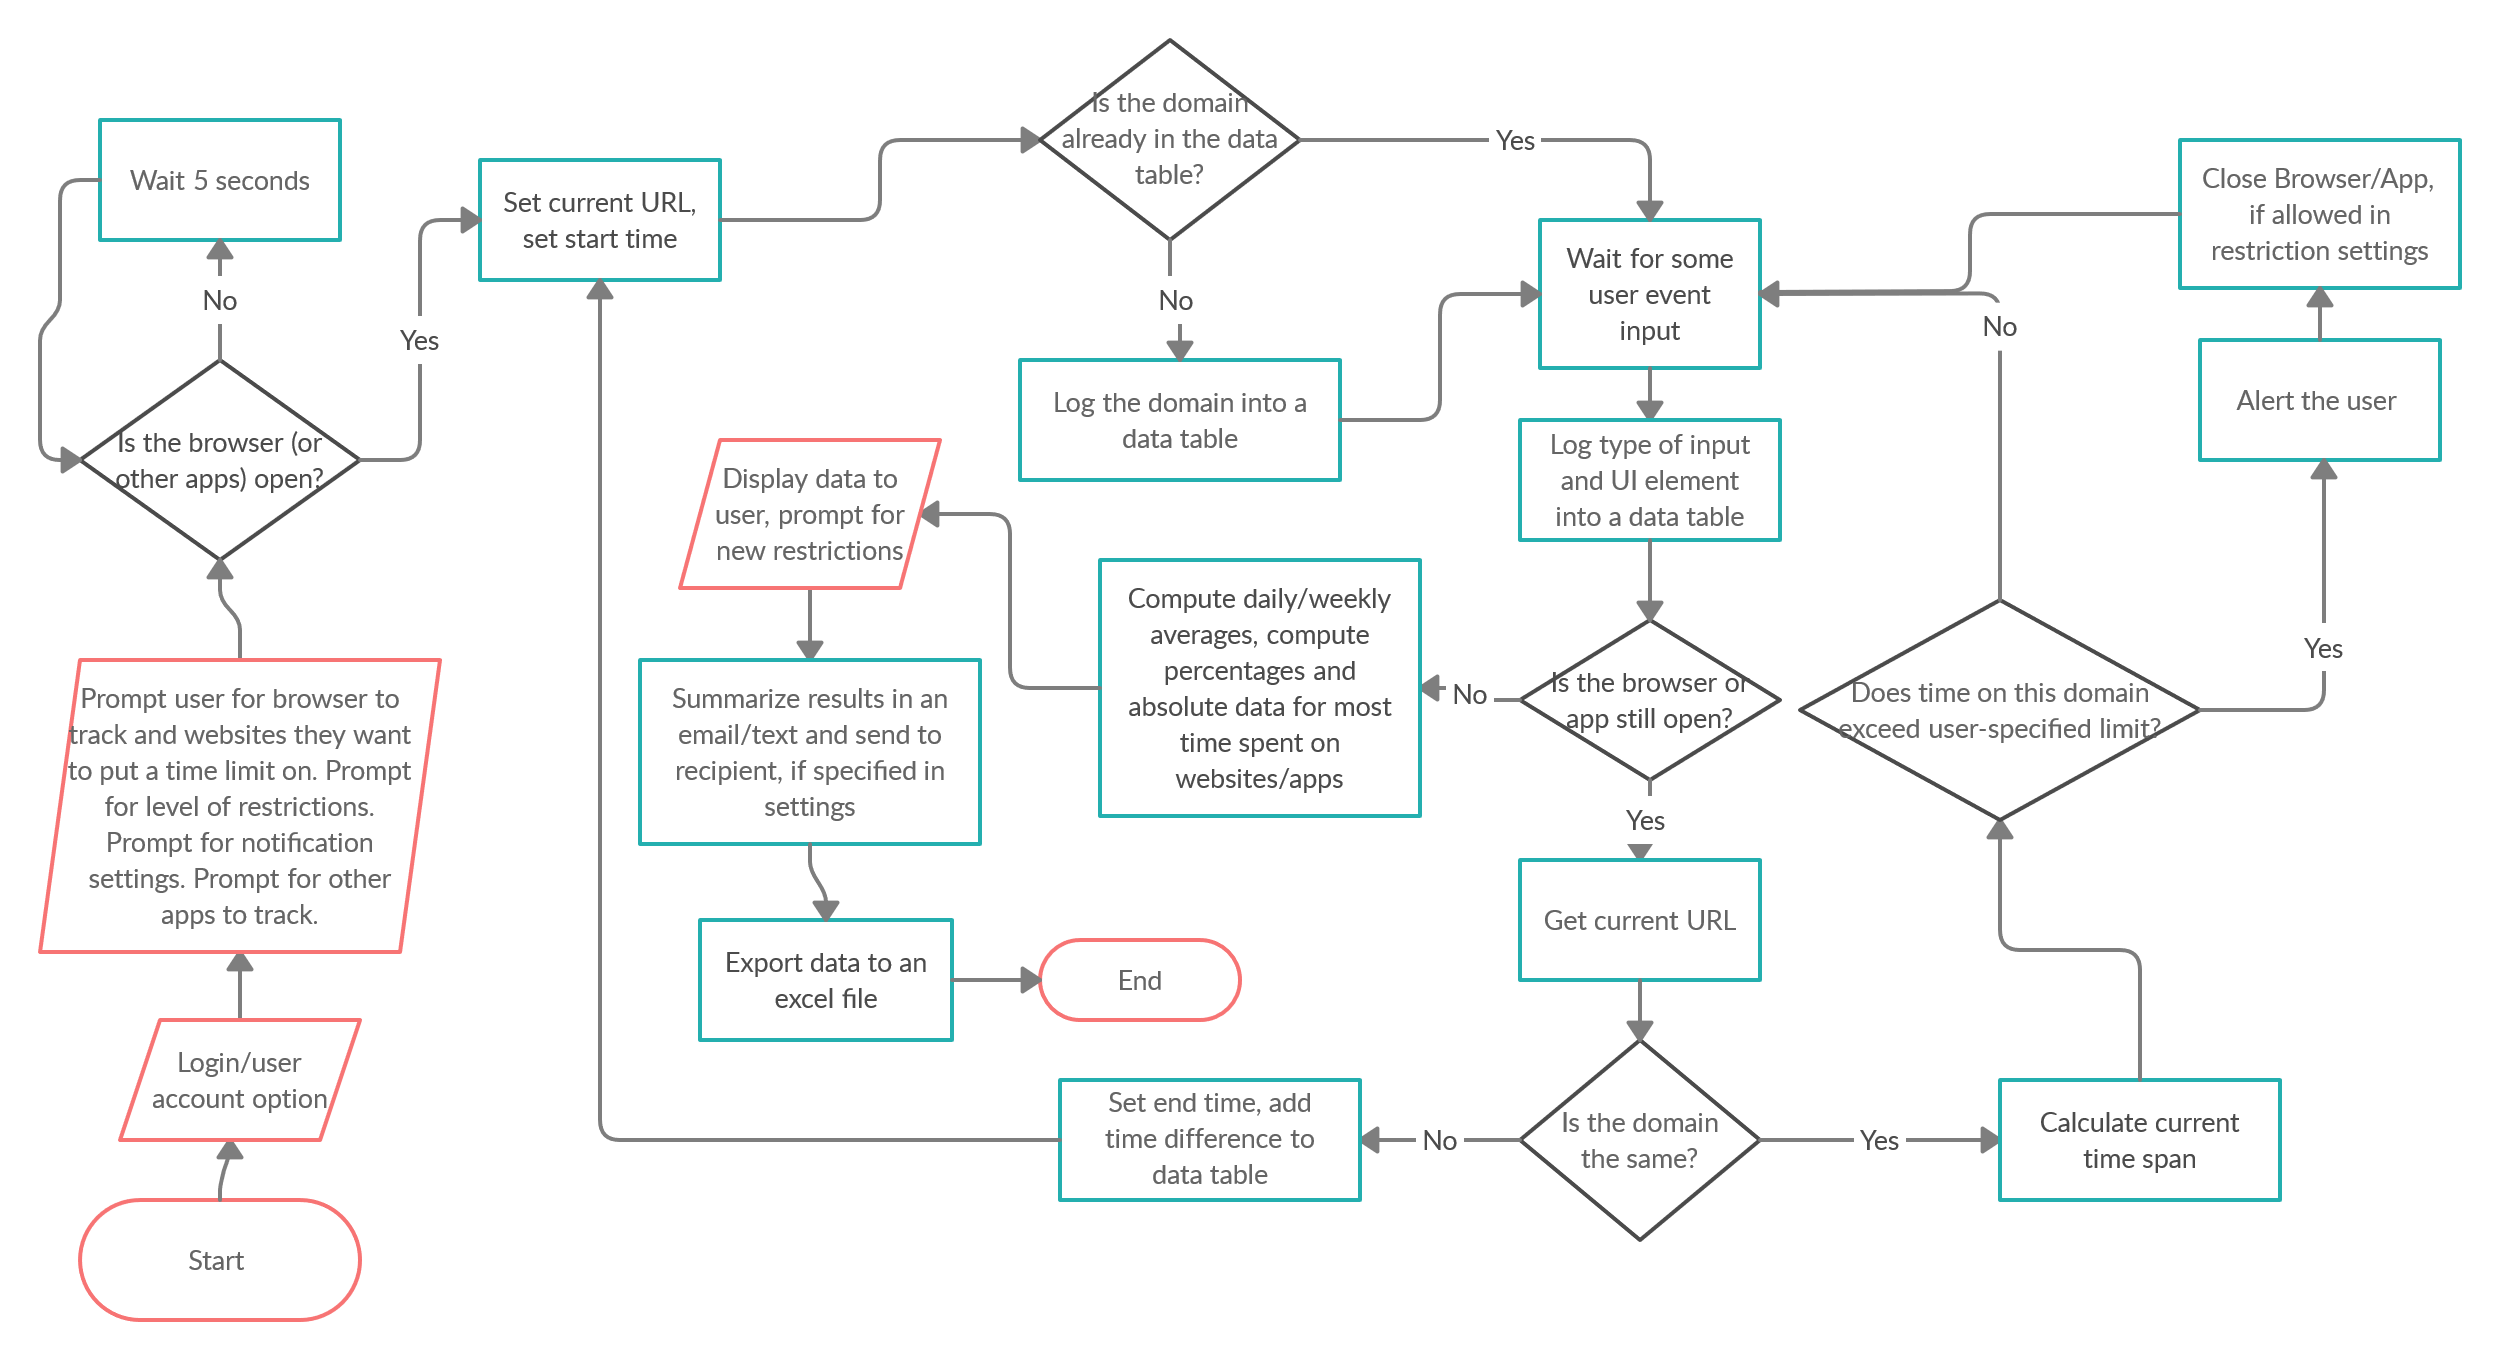 Wait 5 seconds
No
Is the browser (or
other apps) open?
Yes
Prompt user for browser to
track and websites they want
to put a time limit on. Prompt
for level of restrictions.
Prompt for notification
settings. Prompt for other
apps to track.
Login/user
account option
Start
Set current URL,
set start time
Is the domain
already in the data
table?
Yes
No
Log the domain into a
data table
Wait for some
user event
input
Log type of input
and UI element
into a data table
Is the browser or
app still open?
No
Compute daily/weekly
averages, compute
percentages and
absolute data for most
time spent on
websites/apps
Display data to
user, prompt for
new restrictions
Summarize results in an
email/text and send to
recipient, if specified in
settings
Export data to an
excel file
End
Yes
Get current URL
Is the domain
the same?
No
Set end time, add
time difference to
data table
Yes
Calculate current
time span
Does time on this domain
exceed user-specified limit?
No
Yes
Alert the user
Close Browser/App,
if allowed in
restriction settings